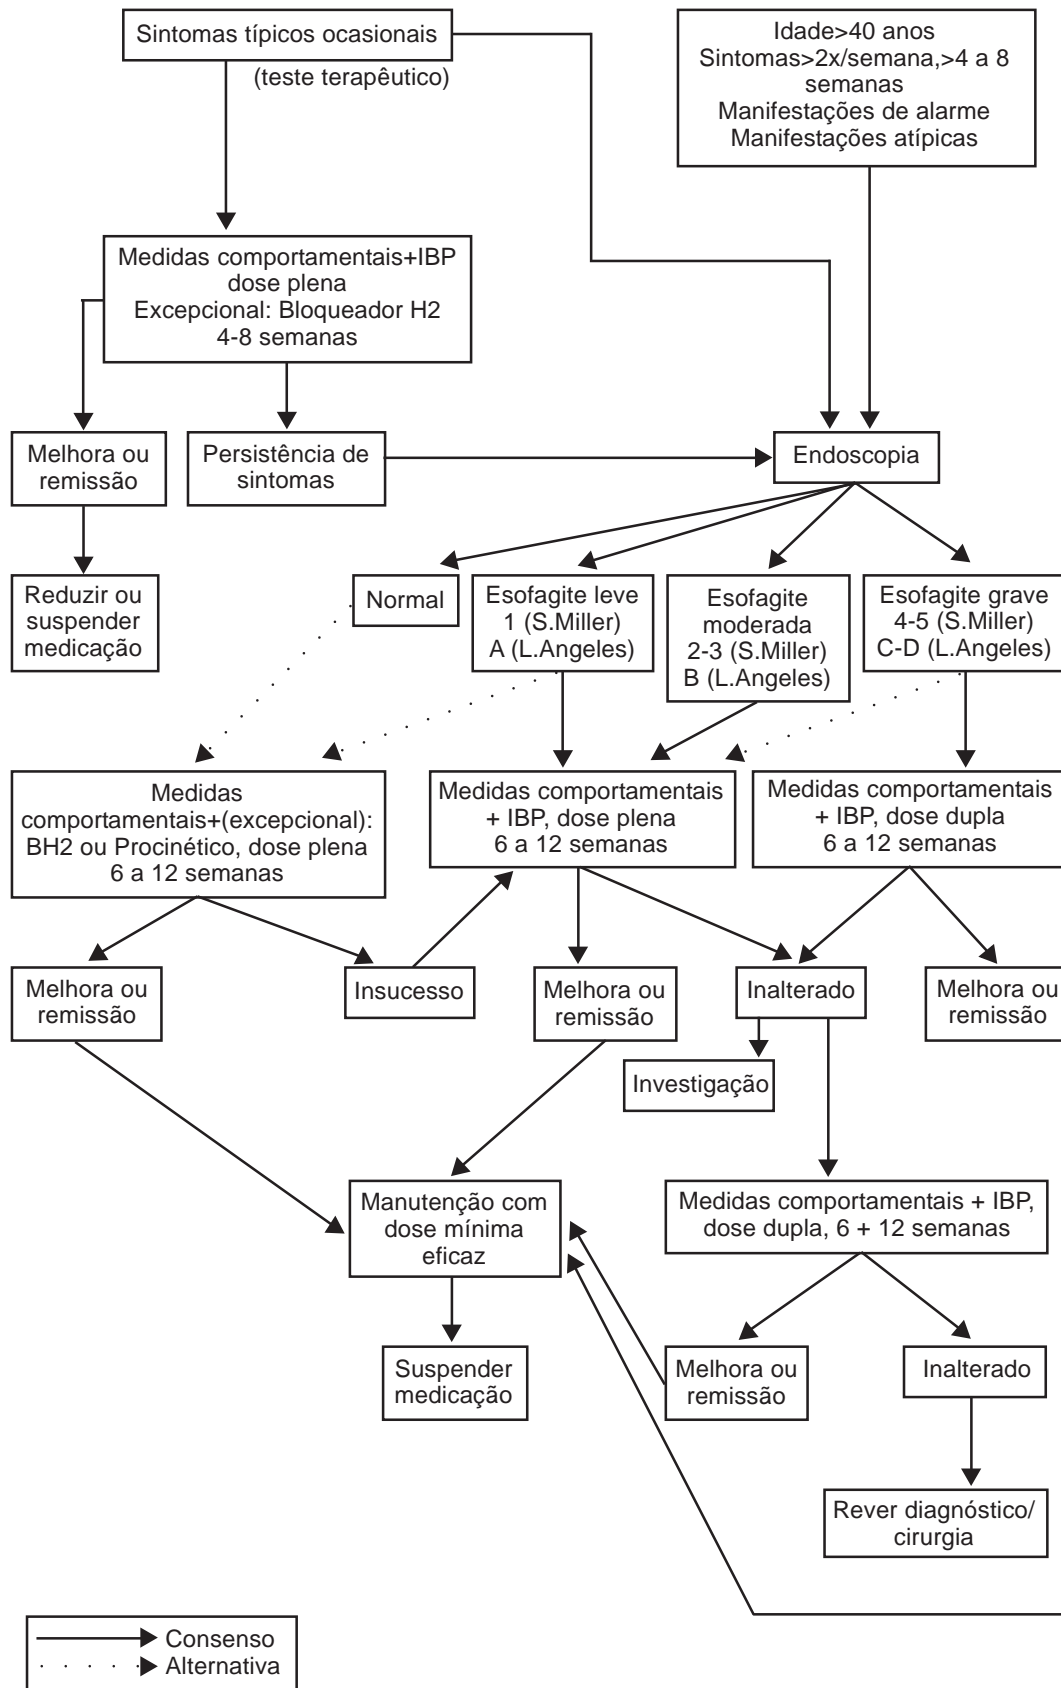 Sintomas típicos ocasionais
(teste terapêutico)
Idade>40 anos
Sintomas>2x/semana,>4 a 8
semanas
Manifestações de alarme
Manifestações atípicas
Medidas comportamentais+IBP
dose plena
Excepcional: Bloqueador H2
4-8 semanas
Melhora ou
remissão
Persistência de
sintomas
Endoscopia
Reduzir ou
suspender
medicação
Normal
Esofagite leve
1 (S.Miller)
A (L.Angeles)
Esofagite
moderada
2-3 (S.Miller)
B (L.Angeles)
Esofagite grave
4-5 (S.Miller)
C-D (L.Angeles)
Medidas
comportamentais+(excepcional):
BH2 ou Procinético, dose plena
6 a 12 semanas
Medidas comportamentais
+ IBP, dose plena
6 a 12 semanas
Medidas comportamentais
+ IBP, dose dupla
6 a 12 semanas
Melhora ou
remissão
Insucesso
Melhora ou
remissão
Inalterado
Melhora ou
remissão
Investigação
Manutenção com
dose mínima
eficaz
Medidas comportamentais + IBP,
dose dupla, 6 + 12 semanas
Suspender
medicação
Melhora ou
remissão
Inalterado
Rever diagnóstico/
cirurgia
Consenso
Alternativa